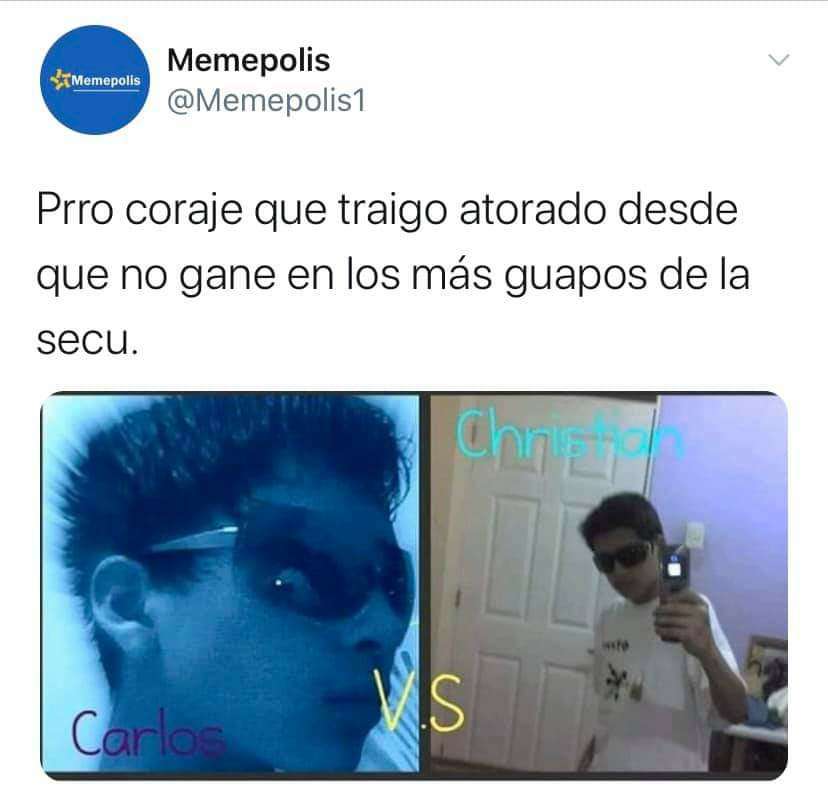 Memepolis
Memepolis
@Memepolis1
Prro coraje que traigo atorado desde
que no gane en los más guapos de la
secu.
Christian
V.S
Carlos